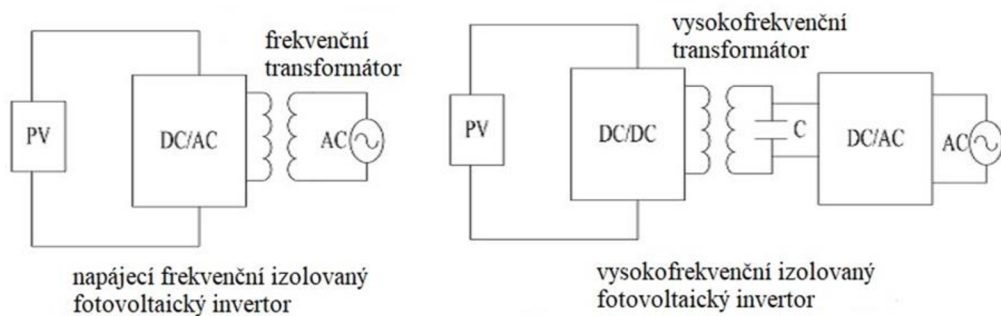 frekvenční
transformátor
PV
DC/AC
AC
napájecí frekvenční izolovaný
fotovoltaický invertor
vysokofrekvenční
transformátor
PV
DC/DC
C
DC/AC
AC
vysokofrekvenční izolovaný
fotovoltaický invertor